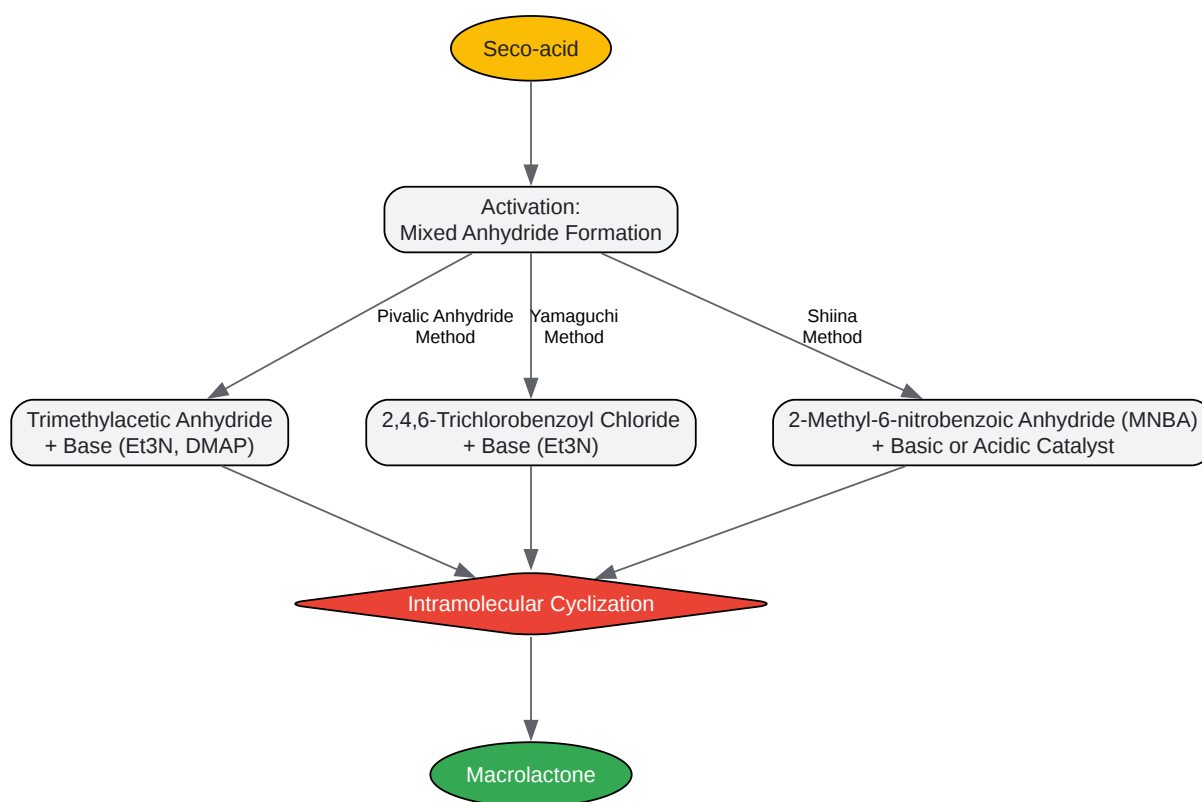 Seco-acid
Activation:
Mixed Anhydride Formation
Pivalic Anhydride
Method
Yamaguchi
Method
Shiina
Method
Trimethylacetic Anhydride
+ Base (Et3N, DMAP)
2,4,6-Trichlorobenzoyl Chloride
+ Base (Et3N)
2-Methyl-6-nitrobenzoic Anhydride (MNBA)
+ Basic or Acidic Catalyst
Intramolecular Cyclization
Macrolactone